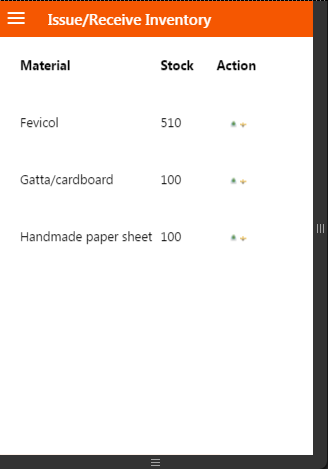 Issue/Receive Inventory
Material Stock Action
Fevicol 510
Gatta/cardboard 100
Handmade paper sheet 100